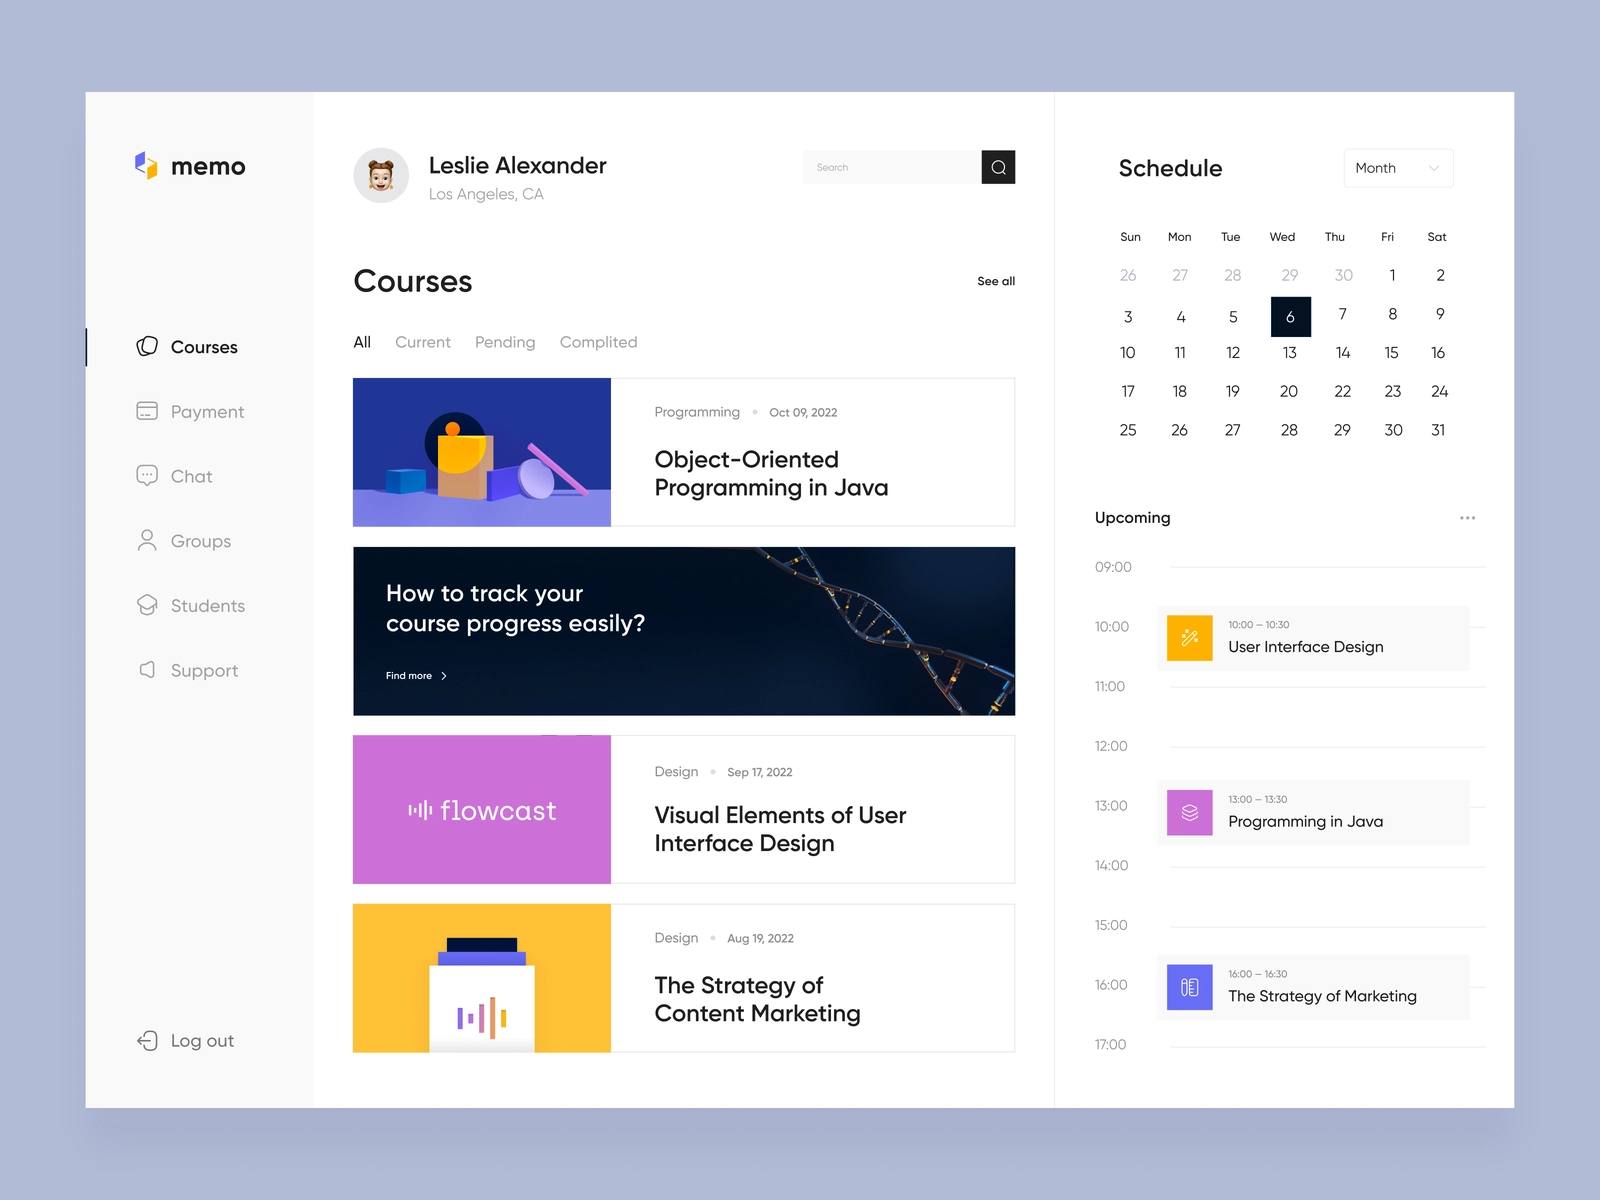 memo
Courses
Payment
Chat
Groups
Students
Support
Log out
Leslie Alexander
Los Angeles, CA
Search
Courses
See all
All Current Pending Complited
Programming • Oct 09, 2022
Object-Oriented
Programming in Java
How to track your
course progress easily?
Find more
flowcast
Design • Sep 17, 2022
Visual Elements of User
Interface Design
Design • Aug 19, 2022
The Strategy of
Content Marketing
Schedule
Month
Sun Mon Tue Wed Thu Fri Sat
26 27 28 29 30 1 2
3 4 5 6 7 8 9
10 11 12 13 14 15 16
17 18 19 20 22 23 24
25 26 27 28 29 30 31
Upcoming
09:00
10:00
10:00 – 10:30
User Interface Design
11:00
12:00
13:00
13:00 – 13:30
Programming in Java
14:00
15:00
16:00
16:00 – 16:30
The Strategy of Marketing
17:00